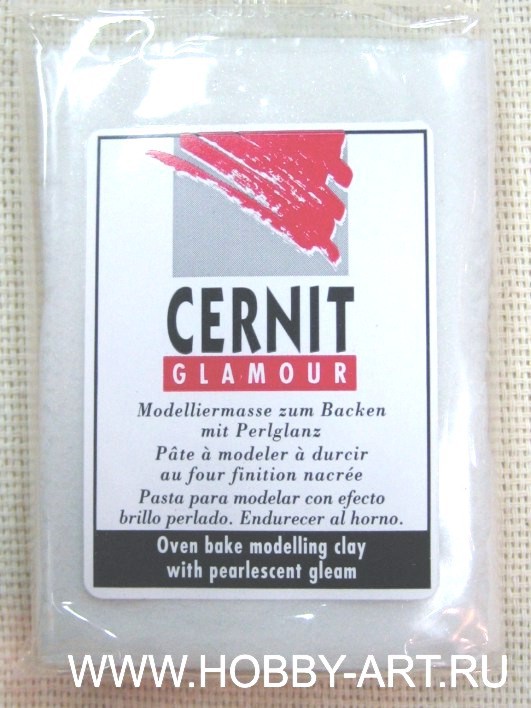 CERNIT
GLAMOUR
Modelliermasse zum Backen
mit Perlglanz
Pâte à modeler à durcir
au four finition nacrée
Pasta para modelar con efecto
brillo perlado. Endurecer al horno.
Oven bake modelling clay
with pearlescent gleam
WWW.HOBBY-ART.РУ